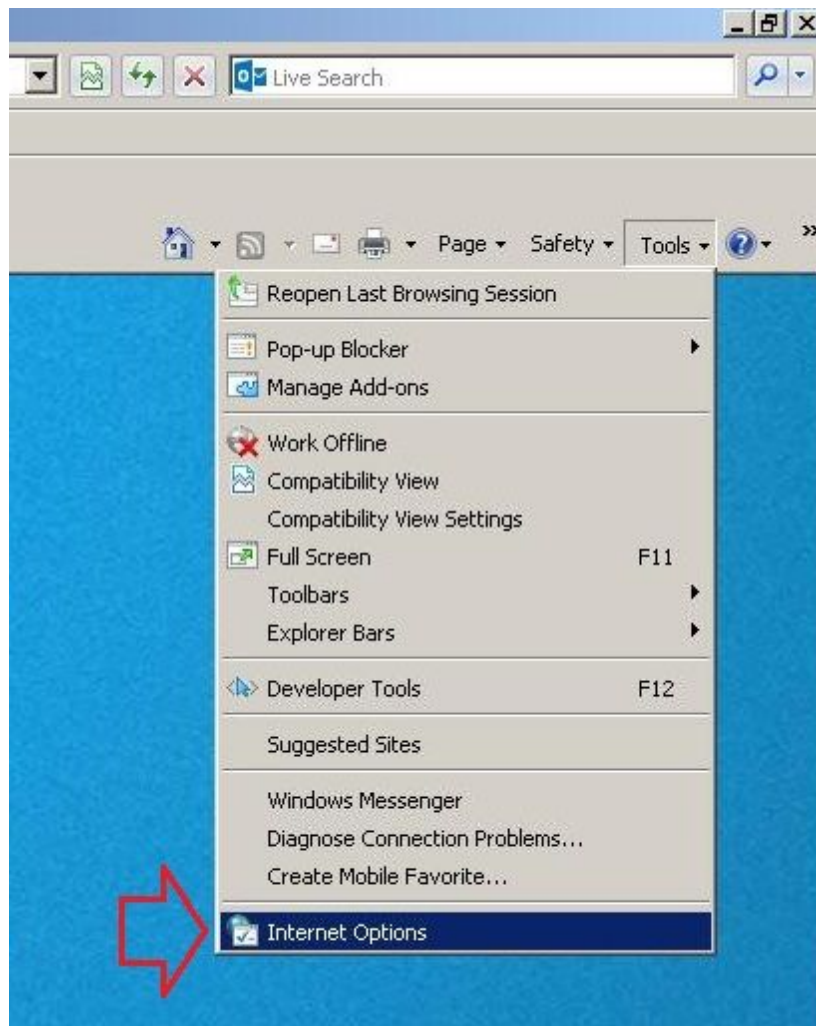 Live Search
Page Safety Tools
Reopen Last Browsing Session
Pop-up Blocker
Manage Add-ons
Work Offline
Compatibility View
Compatibility View Settings
Full Screen F11
Toolbars
Explorer Bars
Developer Tools F12
Suggested Sites
Windows Messenger
Diagnose Connection Problems...
Create Mobile Favorite...
Internet Options